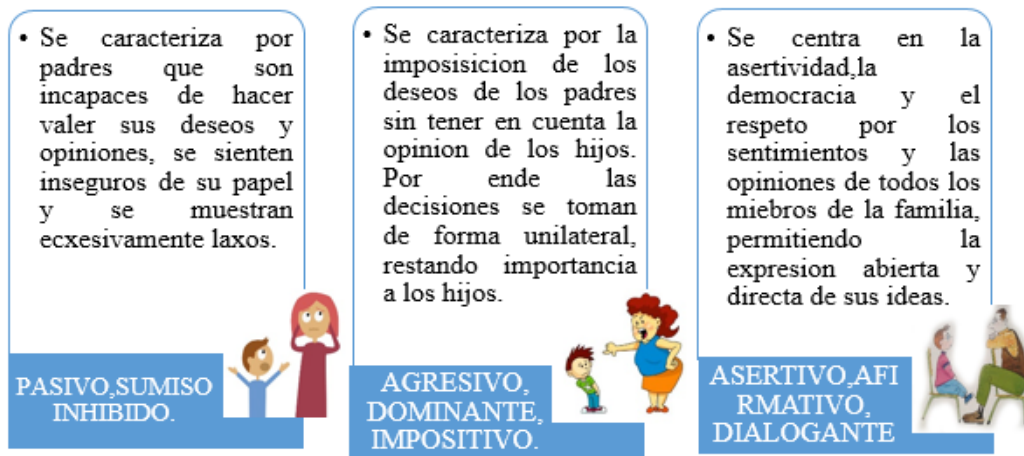 • Se caracteriza por
padres que son
incapaces de hacer
valer sus deseos y
opiniones, se sienten
inseguros de su papel
y se muestran
ecxesivamente laxos.
PASIVO,SUMISO
INHIBIDO.
• Se caracteriza por la
imposisicion de los
deseos de los padres
sin tener en cuenta la
opinion de los hijos.
Por ende las
decisiones se toman
de forma unilateral,
restando importancia
a los hijos.
AGRESIVO,
DOMINANTE,
IMPOSITIVO.
• Se centra en la
asertividad,la
democracia y el
respeto por los
sentimientos y las
opiniones de todos los
miebros de la familia,
permitiendo la
expresion abierta y
directa de sus ideas.
ASERTIVO,AFI
RMATIVO,
DIALOGANTE